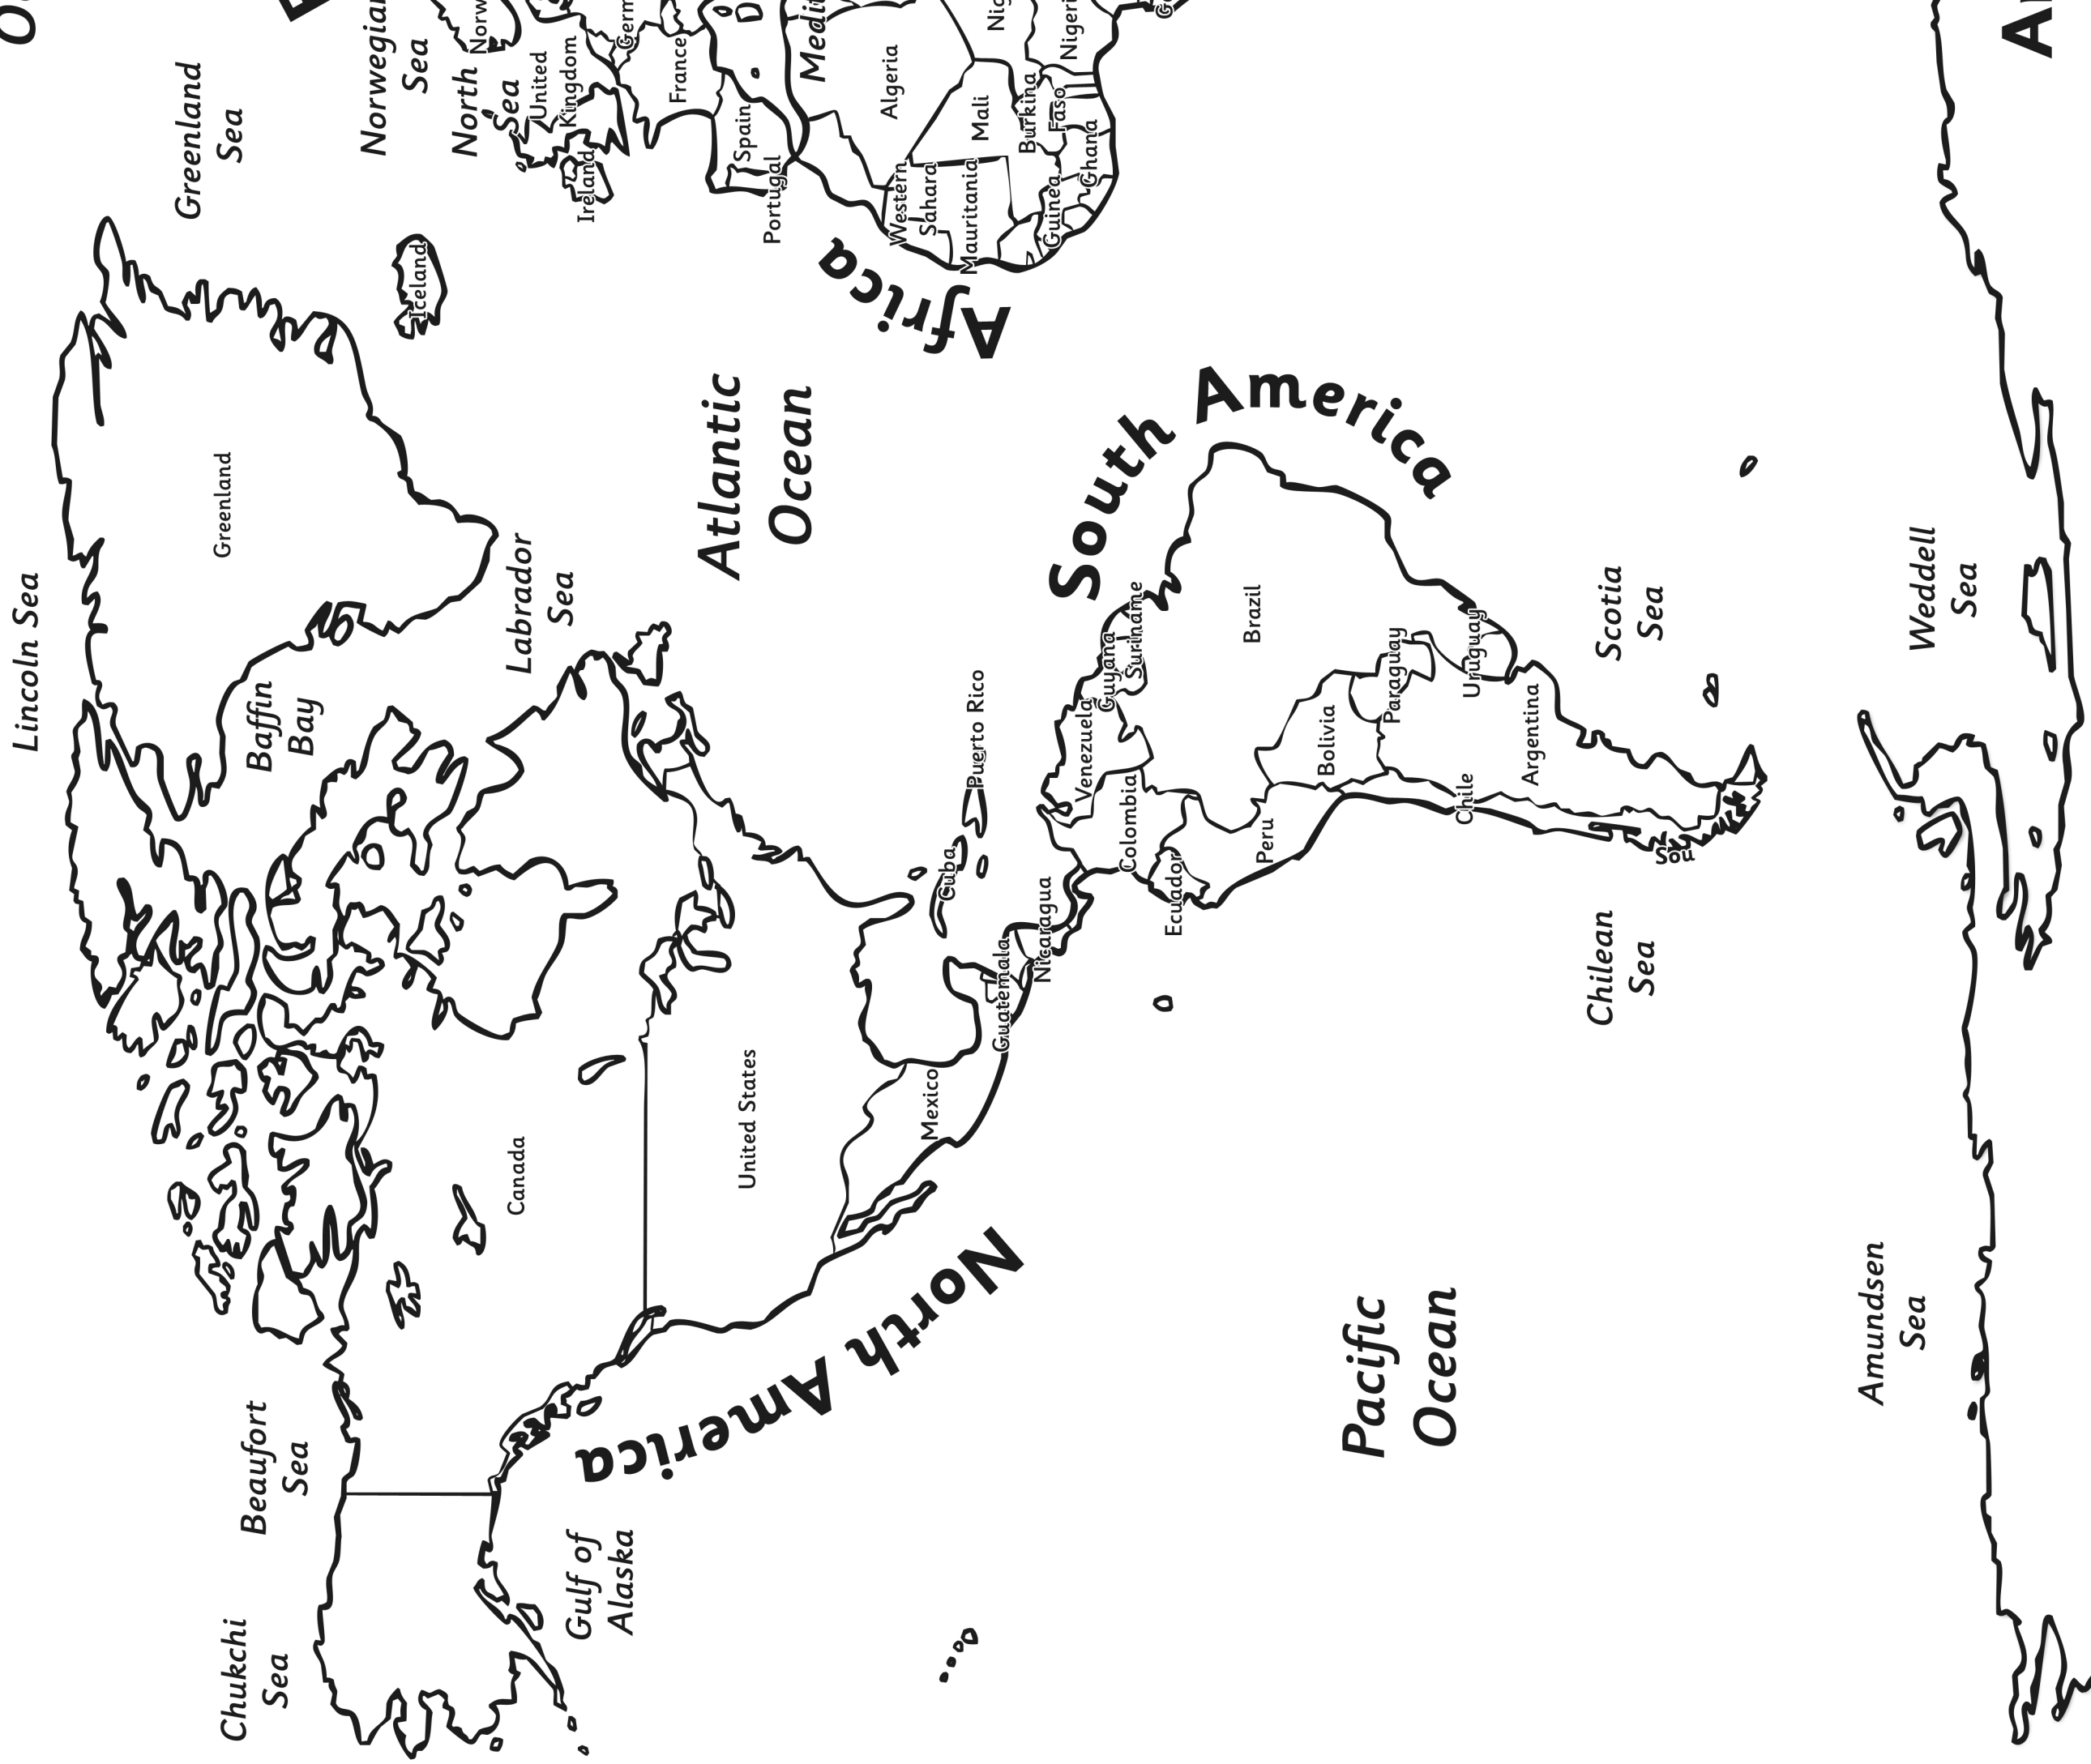 Lincoln Sea
Greenland
Sea
Norwegian
Sea
North
Sea
Greenland
Iceland
Baffin
Bay
Labrador
Sea
Beaufort
Sea
Chukchi
Sea
Gulf of
Alaska
Canada
United States
Mexico
North America
Cuba
Puerto Rico
Guatemala
Nicaragua
Atlantic
Ocean
United
Kingdom
Ireland
France
Spain
Portugal
Algeria
Mali
Western
Sahara
Mauritania
Burkina
Faso
Guinea
Ghana
Africa
South America
Venezuela
Guyana
Suriname
Colombia
Ecuador
Peru
Brazil
Bolivia
Paraguay
Uruguay
Argentina
Chile
Pacific
Ocean
Chilean
Sea
Scotia
Sea
Weddell
Sea
Amundsen
Sea